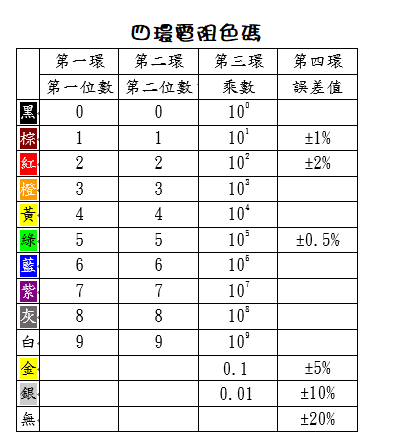 四環電阻色碼
第一環 第二環 第三環 第四環
第一位數 第二位數 乘數 誤差值
黑 0 0 10⁰
棕 1 1 10¹ ±1%
紅 2 2 10² ±2%
橙 3 3 10³
黃 4 4 10⁴
綠 5 5 10⁵ ±0.5%
藍 6 6 10⁶
紫 7 7 10⁷
灰 8 8 10⁸
白 9 9 10⁹
金 0.1 ±5%
銀 0.01 ±10%
無 ±20%